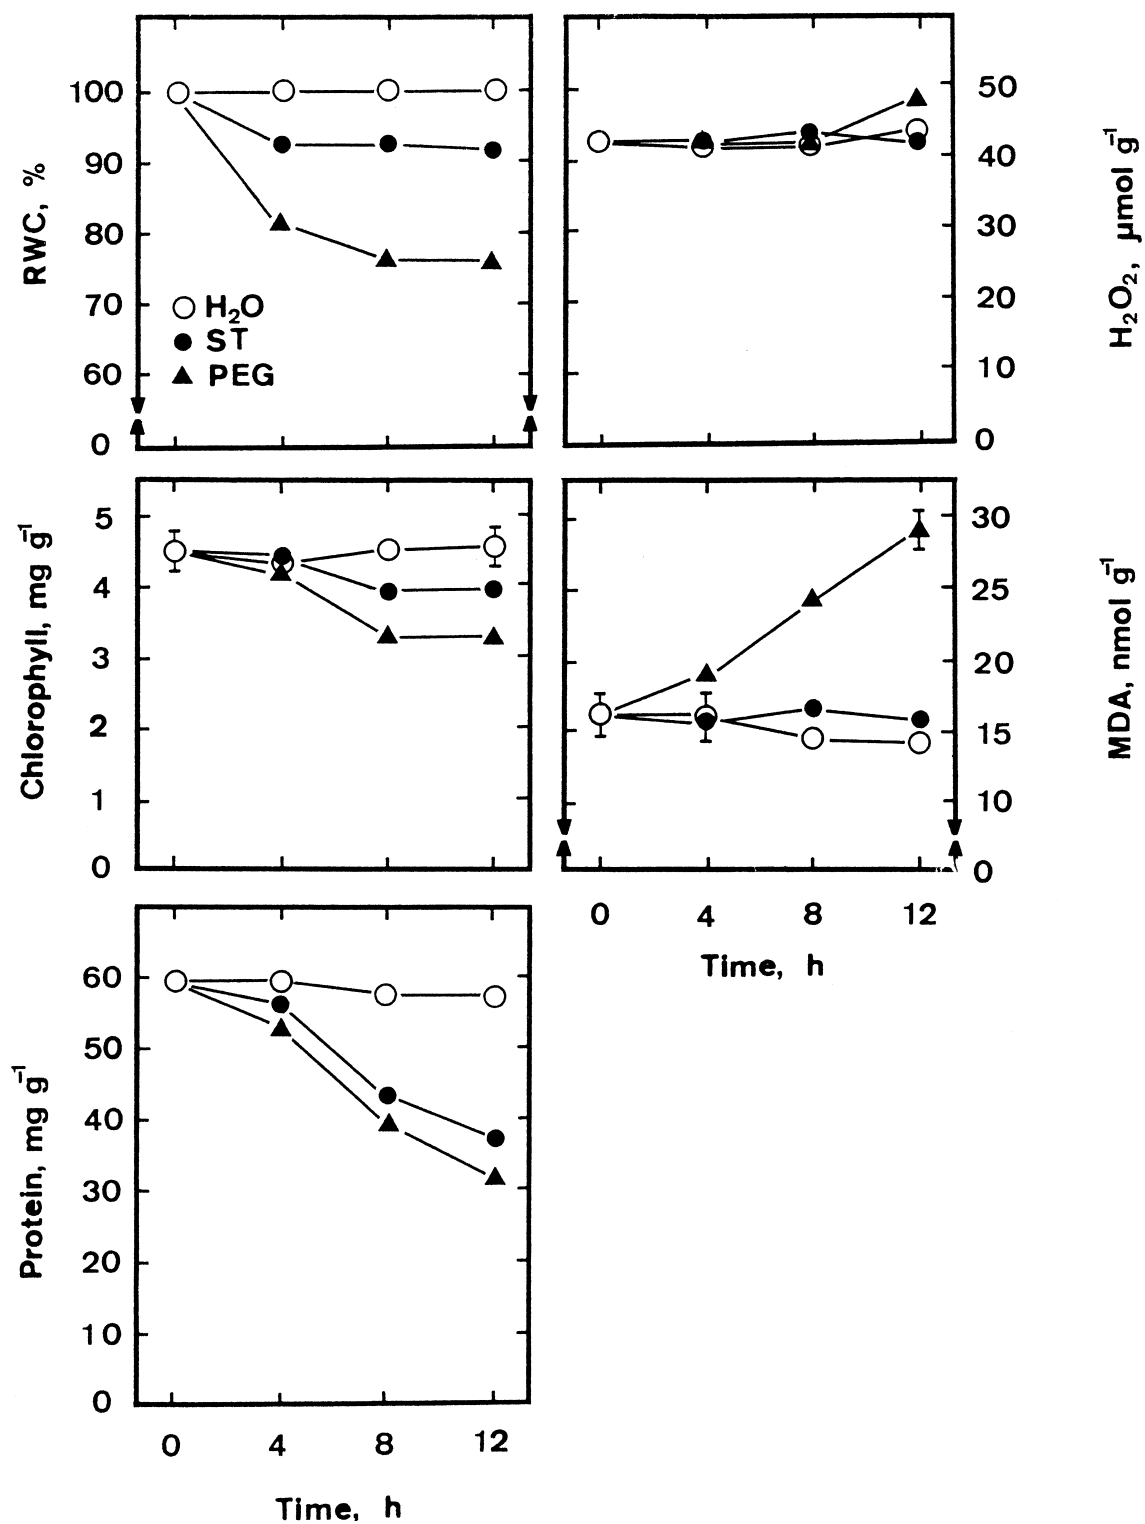 RWC, %
100
90
80
70
60
0
H₂O
ST
PEG
50
40
30
20
10
0
H₂O₂, μmol g⁻¹
Chlorophyll, mg g⁻¹
5
4
3
2
1
0
30
25
20
15
10
0
MDA, nmol g⁻¹
0 4 8 12
Time, h
Protein, mg g⁻¹
60
50
40
30
20
10
0
0 4 8 12
Time, h